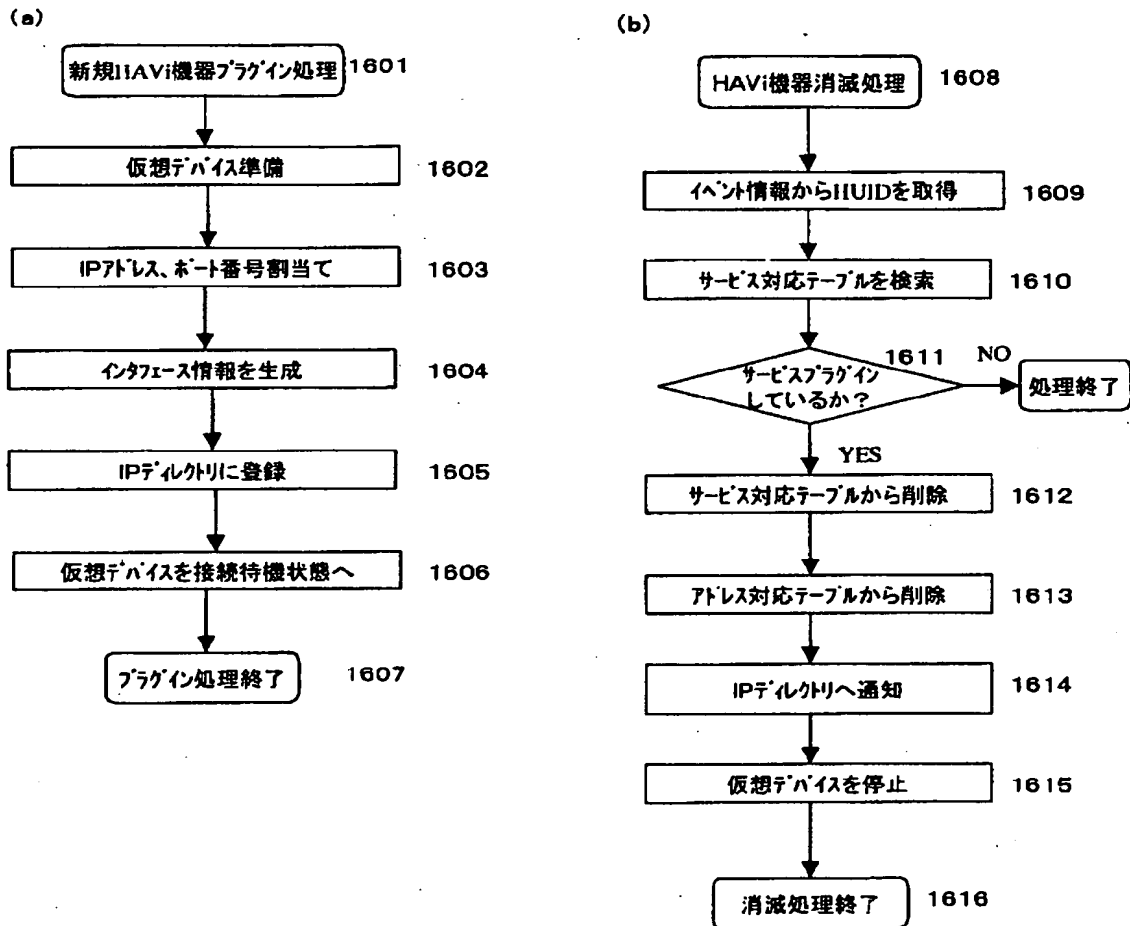 (a)
新規HAVi機器プラグイン処理 1601
仮想デバイス準備 1602
IPアドレス、ポート番号割当て 1603
インタフェース情報を生成 1604
IPディレクトリに登録 1605
仮想デバイスを接続待機状態へ 1606
プラグイン処理終了 1607
(b)
HAVi機器消滅処理 1608
イベント情報からHUIDを取得 1609
サービス対応テーブルを検索 1610
1611 NO
サービスプラグイン
しているか?
処理終了
YES
サービス対応テーブルから削除 1612
アドレス対応テーブルから削除 1613
IPディレクトリへ通知 1614
仮想デバイスを停止 1615
消滅処理終了 1616